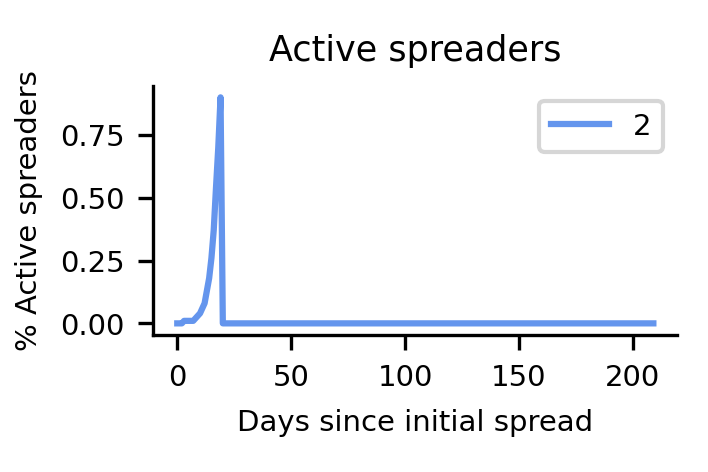 Active spreaders
% Active spreaders
0.75
0.50
0.25
0.00
2
0 50 100 150 200
Days since initial spread